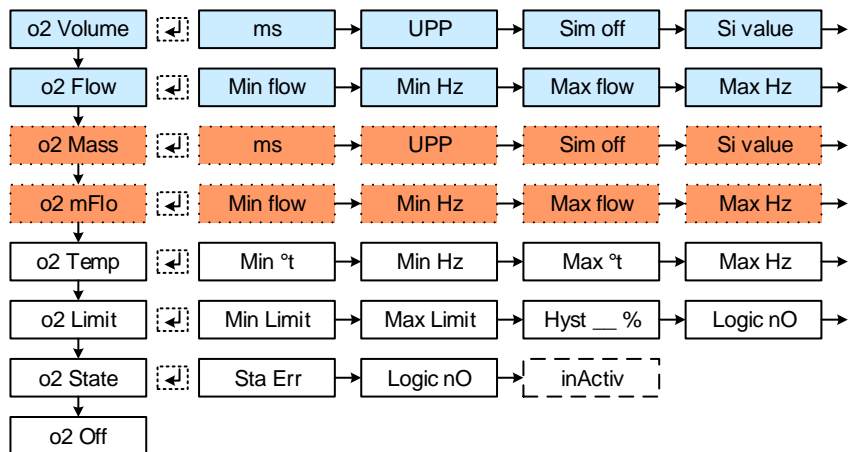 o2 Volume ms UPP Sim off Si value
o2 Flow Min flow Min Hz Max flow Max Hz
o2 Mass ms UPP Sim off Si value
o2 mFlo Min flow Min Hz Max flow Max Hz
o2 Temp Min °t Min Hz Max °t Max Hz
o2 Limit Min Limit Max Limit Hyst __ % Logic nO
o2 State Sta Err Logic nO inActiv
o2 Off